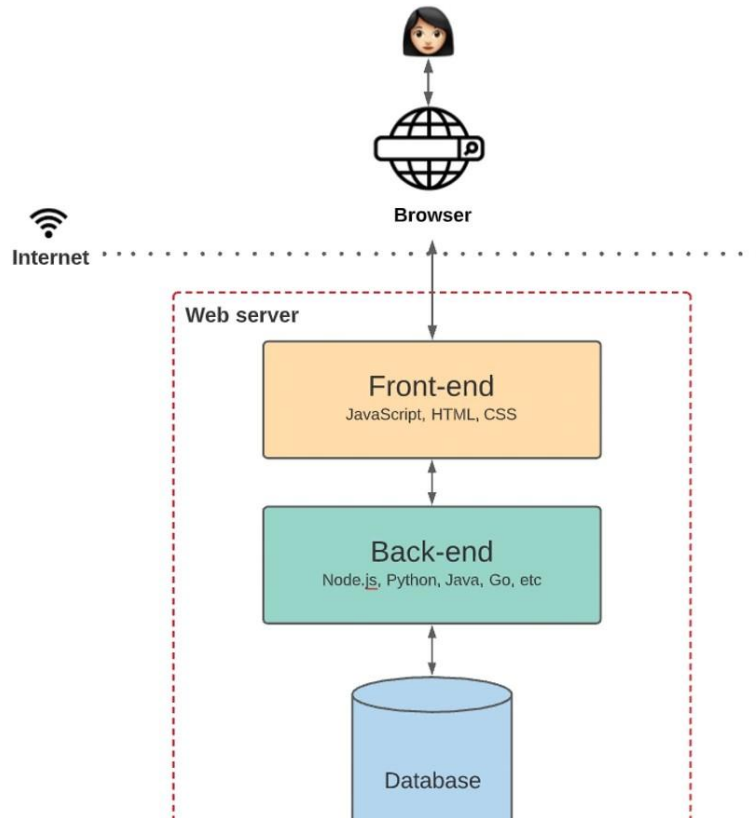 Browser
Internet
Web server
Front-end
JavaScript, HTML, CSS
Back-end
Node.js, Python, Java, Go, etc
Database